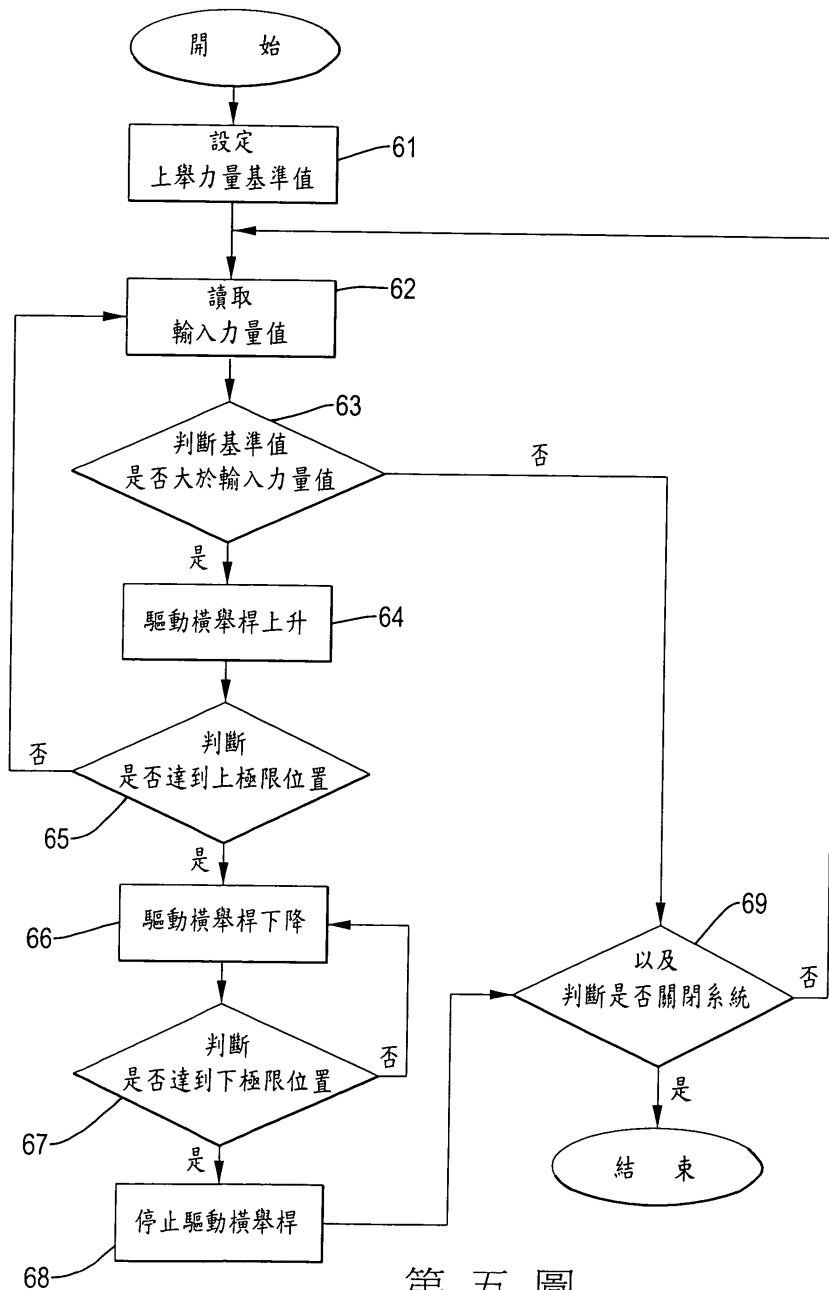 開 始
設定
上舉力量基準值
61
讀取
輸入力量值
62
判斷基準值
是否大於輸入力量值
63
否
是
驅動橫舉桿上升
64
判斷
是否達到上極限位置
否
65
是
驅動橫舉桿下降
66
判斷
是否達到下極限位置
否
67
是
停止驅動橫舉桿
68
以及
判斷是否關閉系統
69
否
是
結 束
第五圖